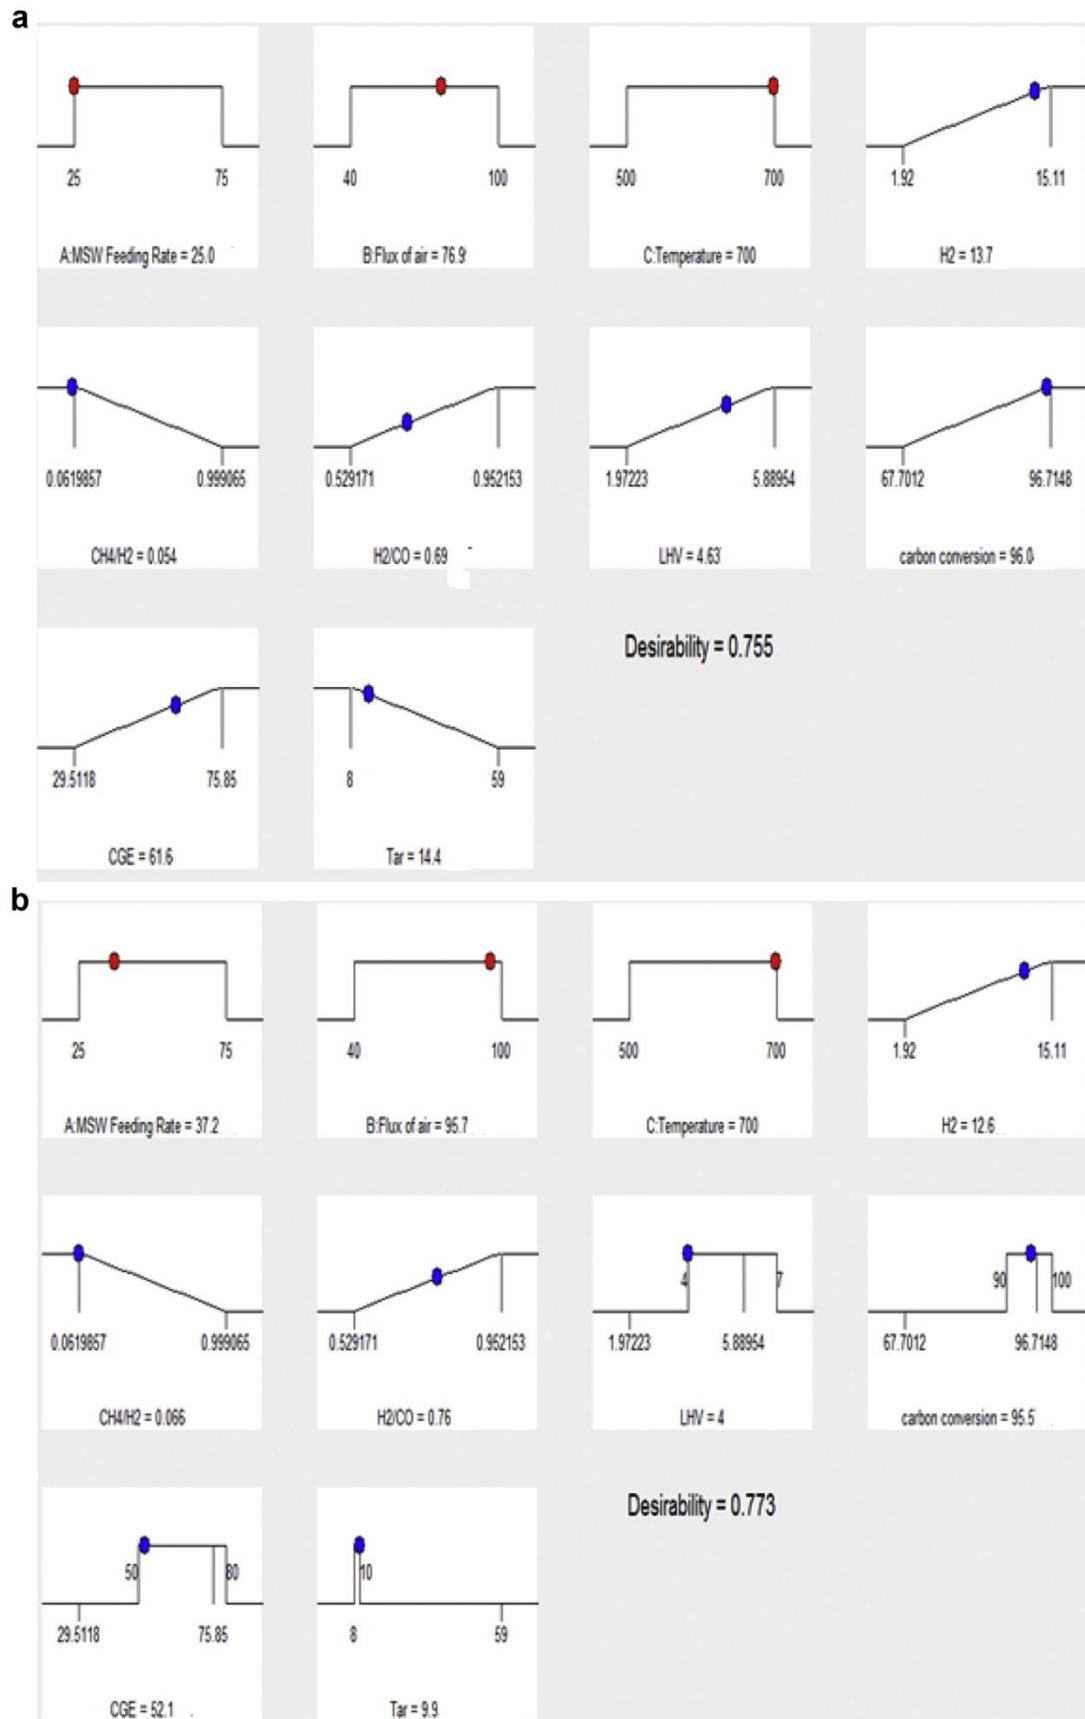 a
25 75
40 100
500 700
1.92 15.11
A:MSW Feeding Rate = 25.0
B:Flux of air = 76.9
C:Temperature = 700
H2 = 13.7
0.0619857 0.999065
0.529171 0.952153
1.97223 5.88954
67.7012 96.7148
CH4/H2 = 0.054
H2/CO = 0.69
LHV = 4.63
carbon conversion = 96.0
Desirability = 0.755
29.5118 75.85
8 59
CGE = 61.6
Tar = 14.4
b
25 75
40 100
500 700
1.92 15.11
A:MSW Feeding Rate = 37.2
B:Flux of air = 95.7
C:Temperature = 700
H2 = 12.6
4 7
90 100
0.0619857 0.999065
0.529171 0.952153
1.97223 5.88954
67.7012 96.7148
CH4/H2 = 0.066
H2/CO = 0.76
LHV = 4
carbon conversion = 95.5
Desirability = 0.773
50 80
10
29.5118 75.85
8 59
CGE = 52.1
Tar = 9.9